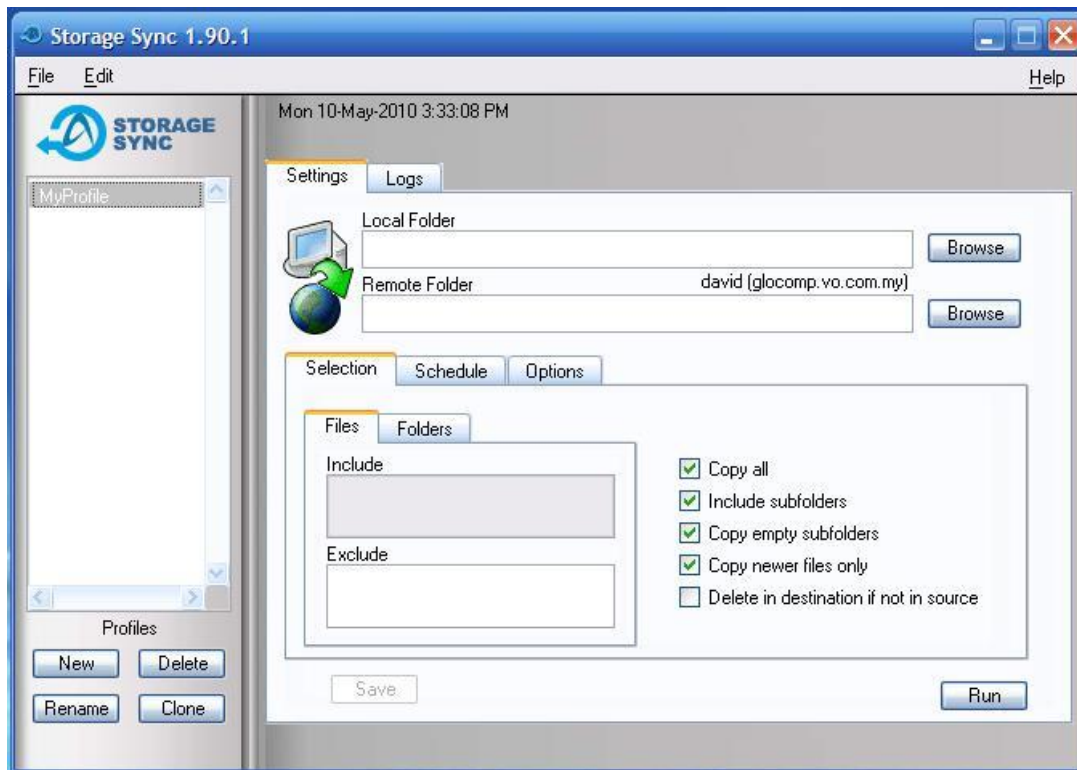 Storage Sync 1.90.1
File Edit Help
STORAGE
SYNC
Mon 10-May-2010 3:33:08 PM
MyProfile
Settings Logs
Local Folder
Browse
Remote Folder david (glocomp.vo.com.my)
Browse
Selection Schedule Options
Files Folders
Include
Exclude
Copy all
Include subfolders
Copy empty subfolders
Copy newer files only
Delete in destination if not in source
Profiles
New Delete
Rename Clone
Save Run